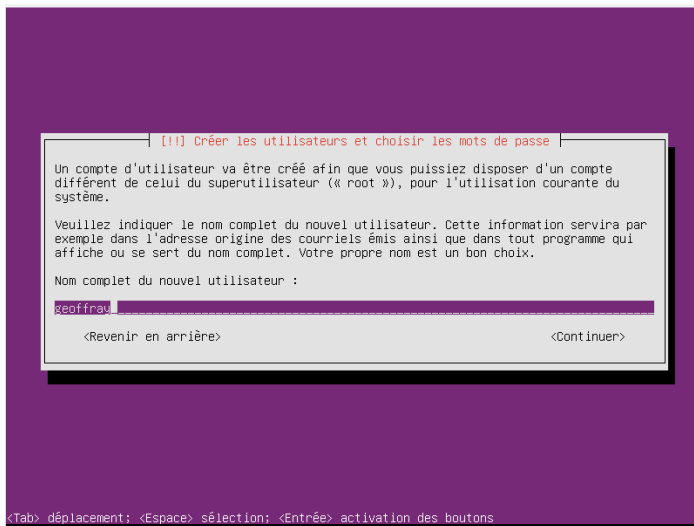 [!!] Créer les utilisateurs et choisir les mots de passe
Un compte d'utilisateur va être créé afin que vous puissiez disposer d'un compte
différent de celui du superutilisateur (« root »), pour l'utilisation courante du
système.
Veuillez indiquer le nom complet du nouvel utilisateur. Cette information servira par
exemple dans l'adresse origine des courriels émis ainsi que dans tout programme qui
affiche ou se sert du nom complet. Votre propre nom est un bon choix.
Nom complet du nouvel utilisateur :
geoffray
<Revenir en arrière> <Continuer>
<Tab> déplacement; <Espace> sélection; <Entrée> activation des boutons